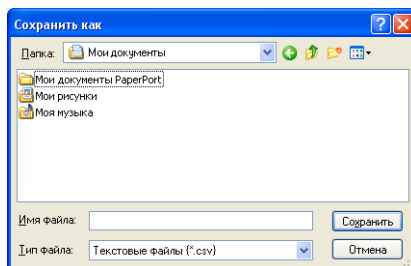 Сохранить как
Папка: Мои документы
Мои документы PaperPort
Мои рисунки
Моя музыка
Имя файла: Сохранить
Тип файла: Текстовые файлы (*.csv) Отмена